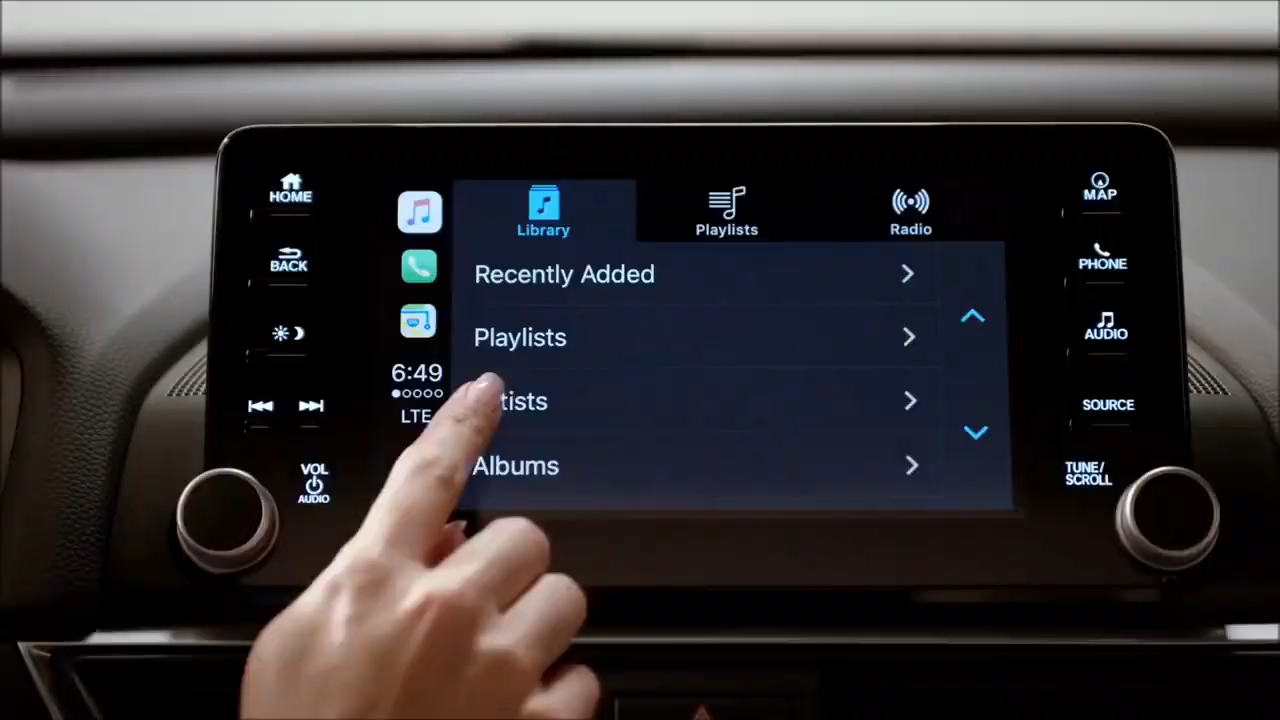 HOME
BACK
VOL
AUDIO
6:49
LTE
Library
Playlists
Radio
Recently Added
Playlists
tists
Albums
MAP
PHONE
AUDIO
SOURCE
TUNE/
SCROLL